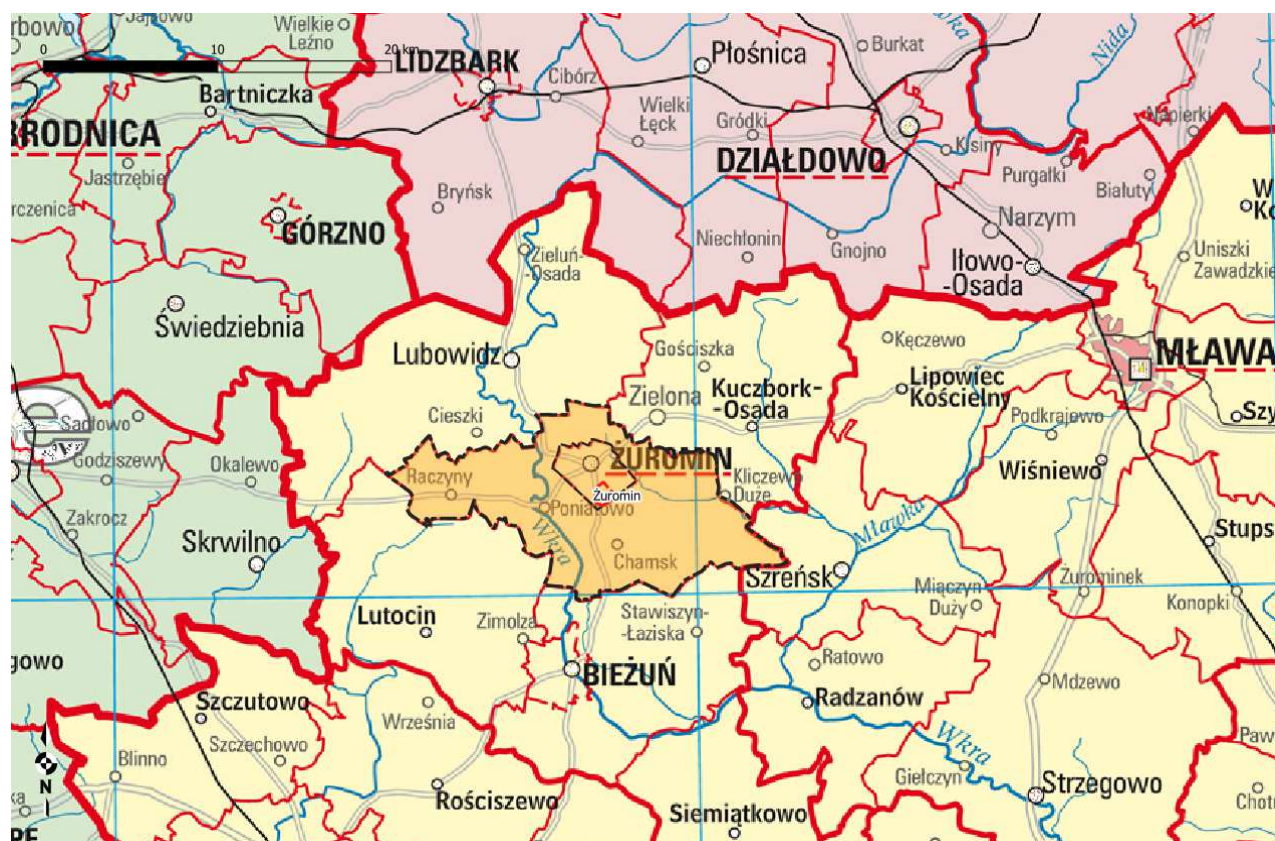 Wielkie
Leźno
Burkat
Wkra
Nida
0
10
20 km
LIDZBARK
Płośnica
Cibórz
Bartniczka
Wielki
Łęck
Gródki
Napierki
Kisiny
DZIAŁDOWO
Purgałki
Jastrzębie
Białuty
Bryńsk
Narzym
GÓRZNO
Niechłonin
Gnojno
Uniszki
Zawadzkie
Zieluń-
-Osada
Iłowo-
-Osada
Świedziebnia
Kęczewo
Lubowidz
Gościszka
MŁAWA
Lipowiec
Kościelny
Kuczbork-
-Osada
Zielona
Cieszki
Podkrajewo
Sadłowo
e
ŻUROMIN
Godziszewy
Okalewo
Raczyny
Kliczewo
Duże
Wiśniewo
Żuromin
Poniatowo
Zakrocz
Mławka
Wkra
Skrwilno
Chamsk
Szreńsk
Miączyn
Duży
Żurominek
Konopki
Lutocin
Zimolza
Stawiszyn-
-Łaziska
Ratowo
BIEŻUŃ
Mdzewo
Szczutowo
Radzanów
Września
Szczechowo
Wkra
Blinno
Giełczyn
N
Rościszewo
Strzegowo
Siemiątkowo